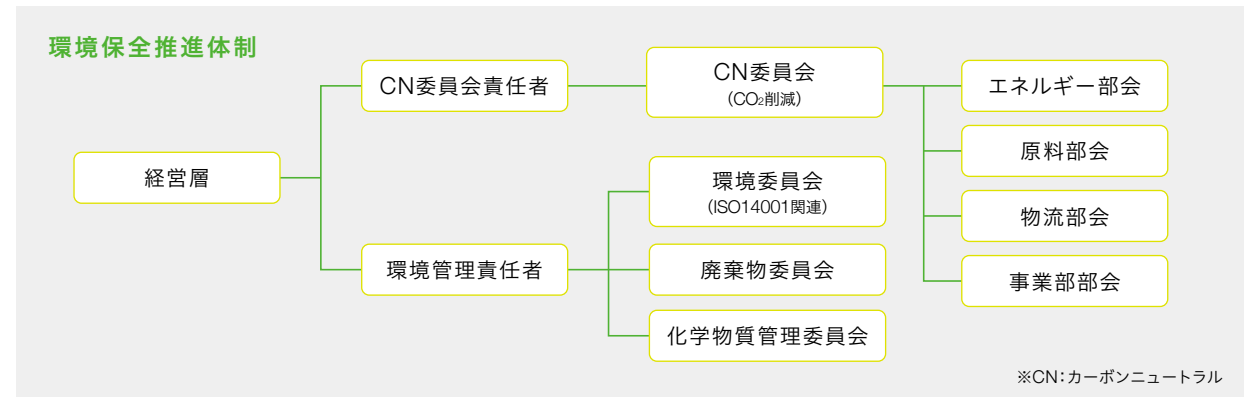 環境保全推進体制
経営層
CN委員会責任者
環境管理責任者
CN委員会
(CO₂削減)
環境委員会
(ISO14001関連)
廃棄物委員会
化学物質管理委員会
エネルギー部会
原料部会
物流部会
事業部部会
※CN：カーボンニュートラル